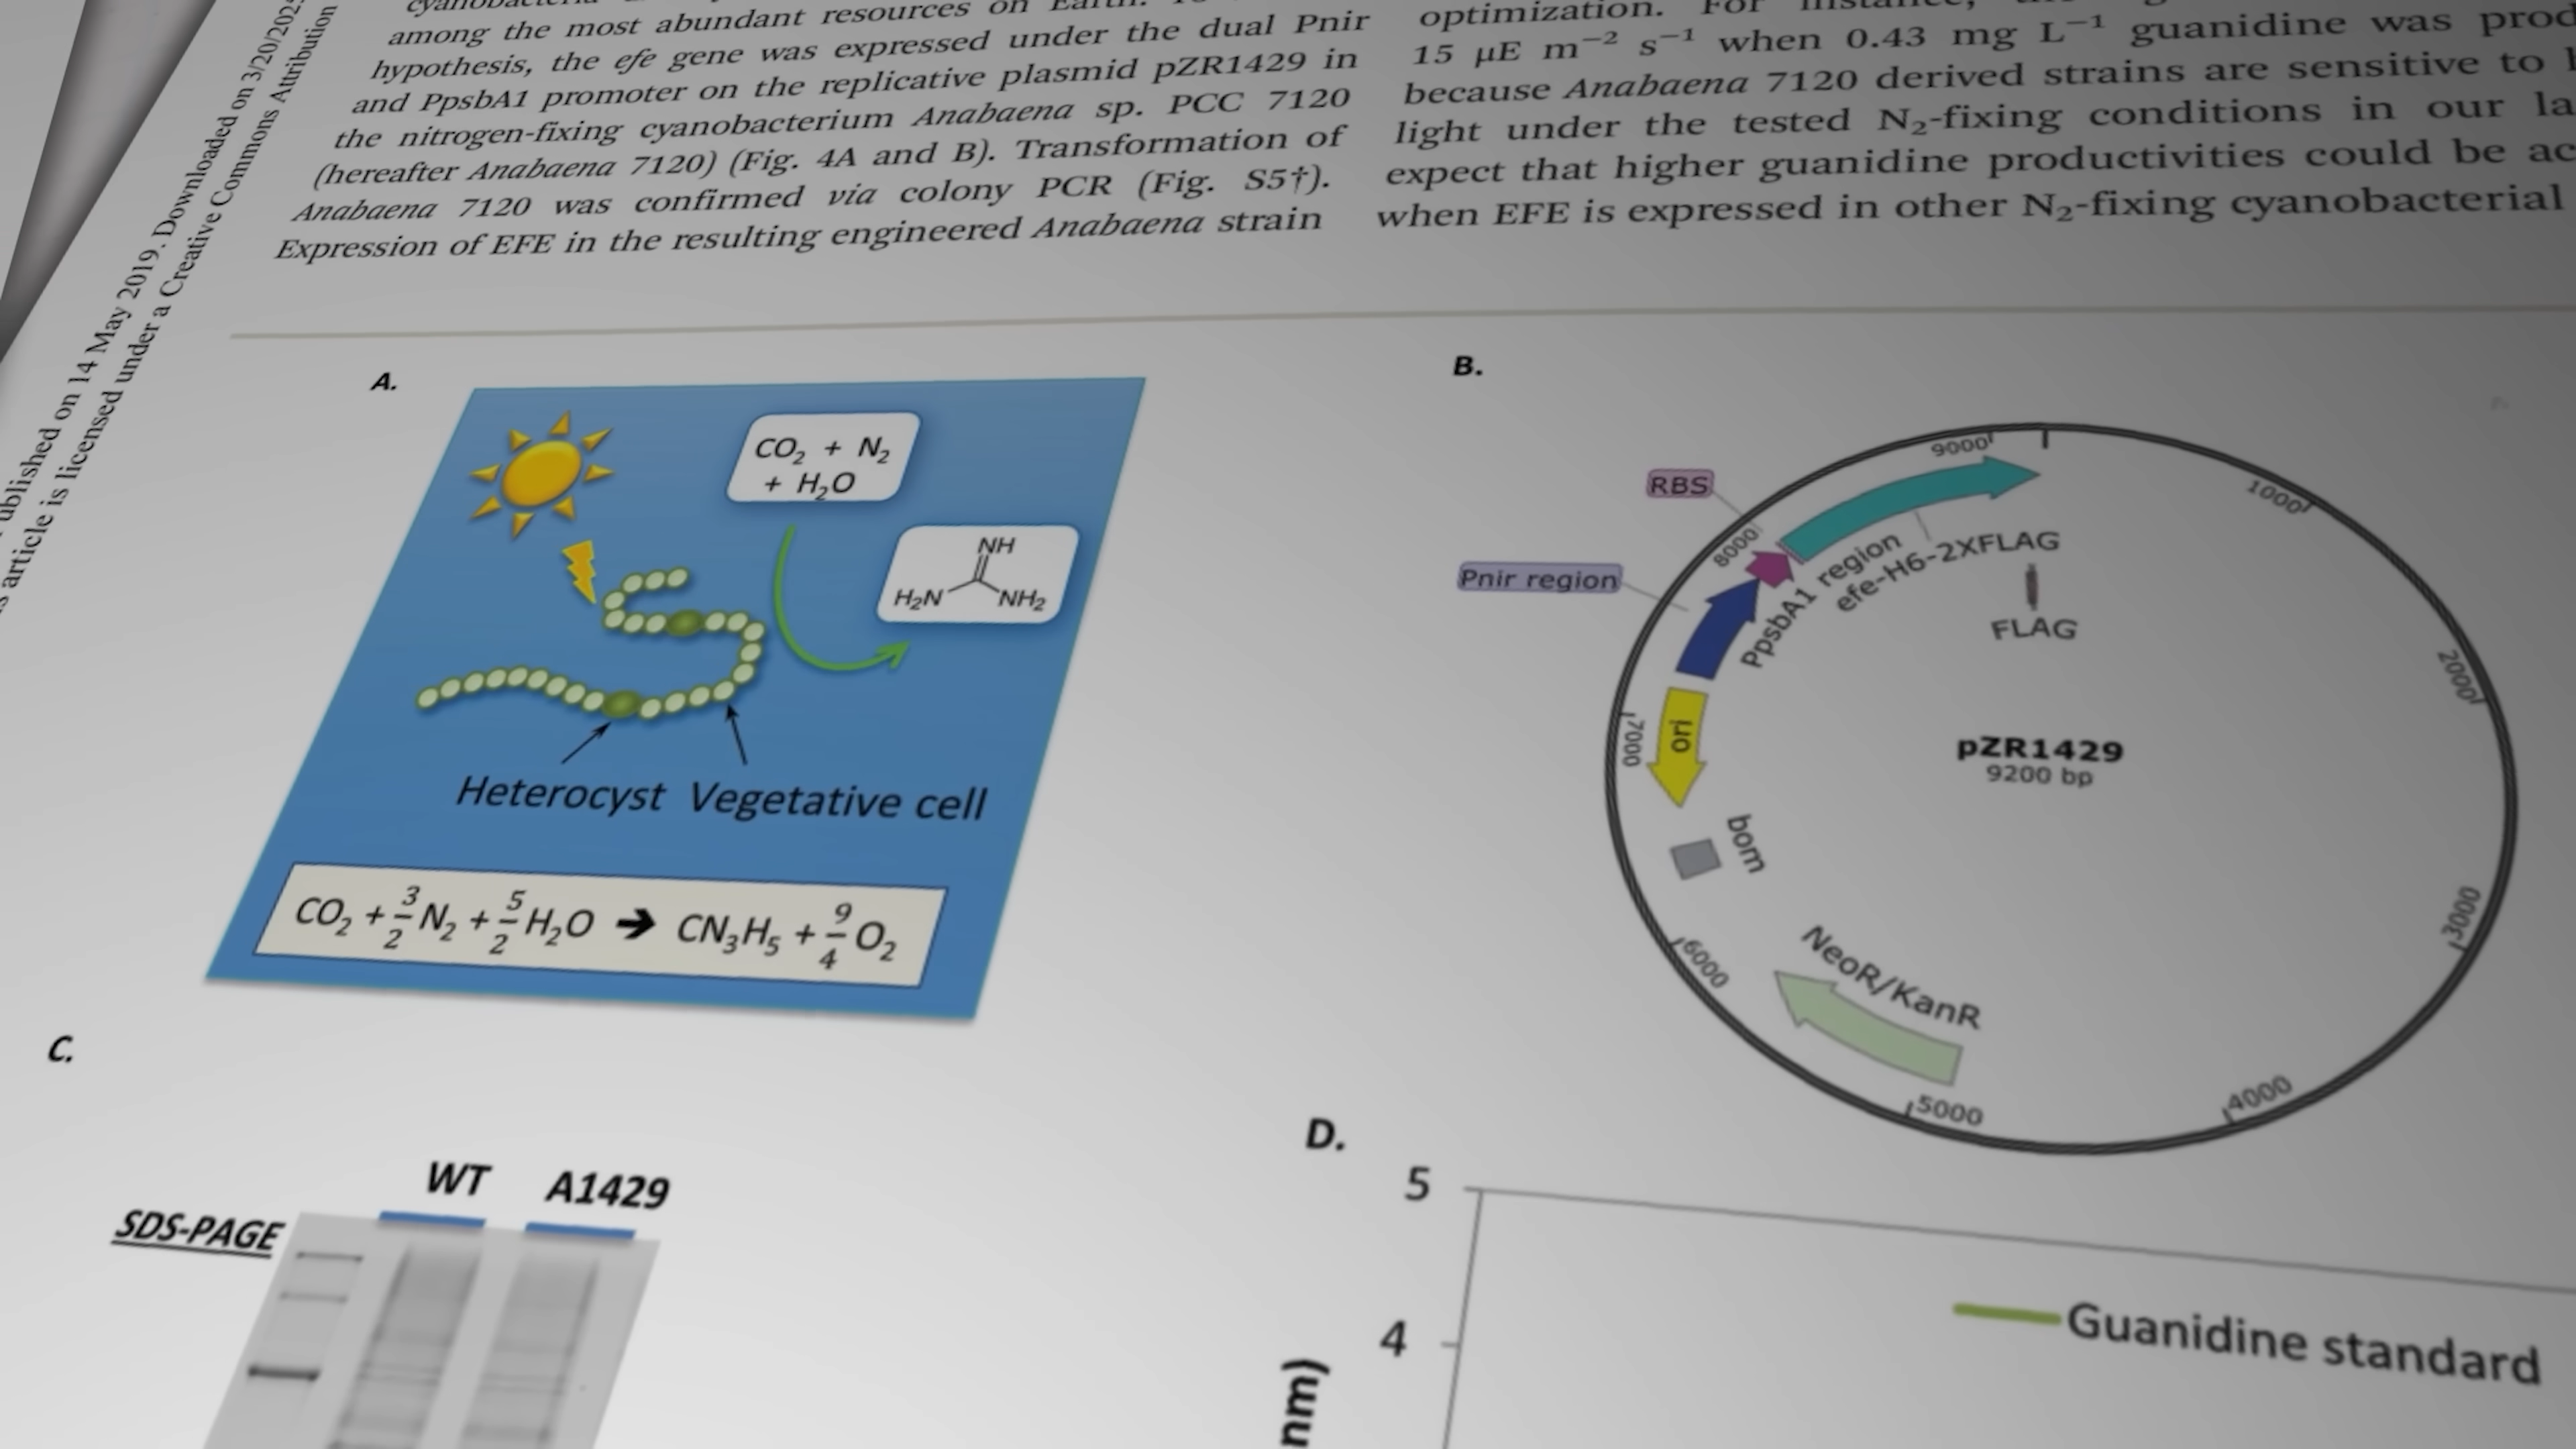 ublished on 14 May 2019. Downloaded on 3/20/202
article is licensed under a Creative Commons Attribution
among the most abundant resources on Earth.
hypothesis, the efe gene was expressed under the dual Pnir
and PpsbA1 promoter on the replicative plasmid pZR1429 in
the nitrogen-fixing cyanobacterium Anabaena sp. PCC 7120
(hereafter Anabaena 7120) (Fig. 4A and B). Transformation of
Anabaena 7120 was confirmed via colony PCR (Fig. S5†).
Expression of EFE in the resulting engineered Anabaena strain
optimization. For instance,
15 μE m⁻² s⁻¹ when 0.43 mg L⁻¹ guanidine was prod
because Anabaena 7120 derived strains are sensitive to
light under the tested N₂-fixing conditions in our la
expect that higher guanidine productivities could be ac
when EFE is expressed in other N₂-fixing cyanobacterial
A.
CO₂ + N₂
+ H₂O
NH
H₂N NH₂
Heterocyst Vegetative cell
CO₂ + 3/2 N₂ + 5/2 H₂O ➔ CN₃H₅ + 9/4 O₂
B.
9000
1000
RBS
8000
Pnir region
PpsbA1 region
efe-H6-2XFLAG
FLAG
2000
7000
ori
pZR1429
9200 bp
bom
3000
6000
NeoR/KanR
5000
4000
C.
WT A1429
SDS-PAGE
D.
5
4
nm)
Guanidine standard